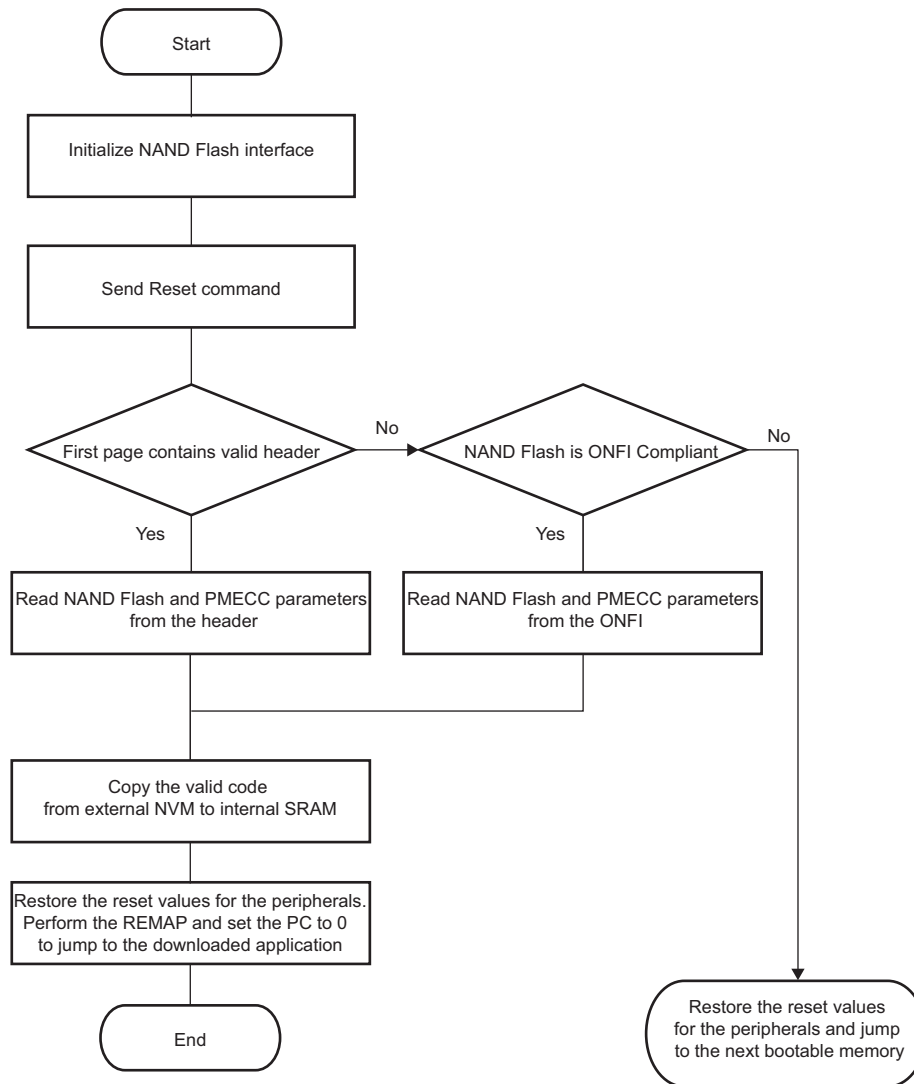 Start
Initialize NAND Flash interface
Send Reset command
First page contains valid header
No
NAND Flash is ONFI Compliant
No
Yes
Yes
Read NAND Flash and PMECC parameters
from the header
Read NAND Flash and PMECC parameters
from the ONFI
Copy the valid code
from external NVM to internal SRAM
Restore the reset values for the peripherals.
Perform the REMAP and set the PC to 0
to jump to the downloaded application
End
Restore the reset values
for the peripherals and jump
to the next bootable memory